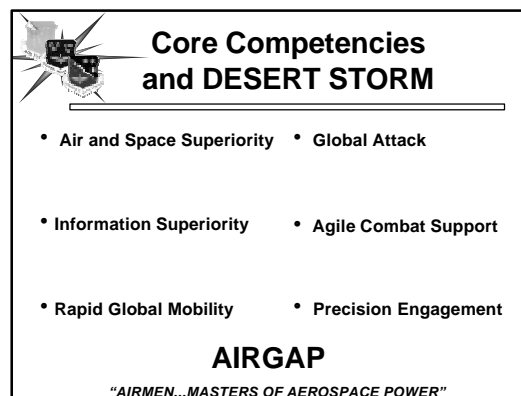 Core Competencies
and DESERT STORM
• Air and Space Superiority
• Global Attack
• Information Superiority
• Agile Combat Support
• Rapid Global Mobility
• Precision Engagement
AIRGAP
“AIRMEN...MASTERS OF AEROSPACE POWER”